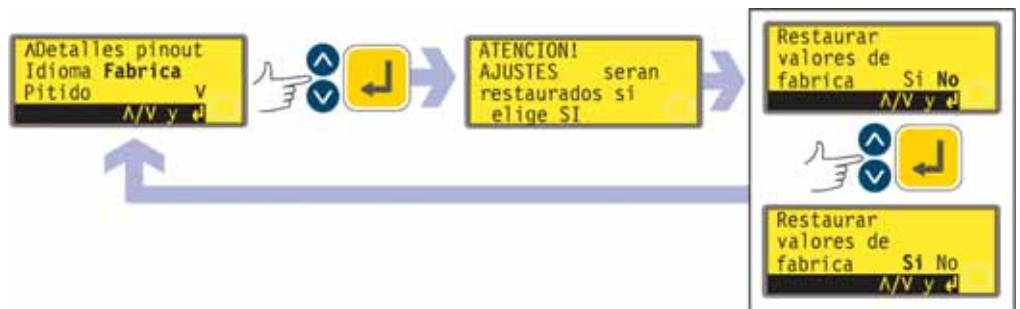 ΛDetalles pinout
Idioma Fabrica
Pitido V
Λ/V y ↵
ATENCION!
AJUSTES seran
restaurados si
elige SI
Restaurar
valores de
fabrica Si No
Λ/V y ↵
Restaurar
valores de
fabrica Si No
Λ/V y ↵